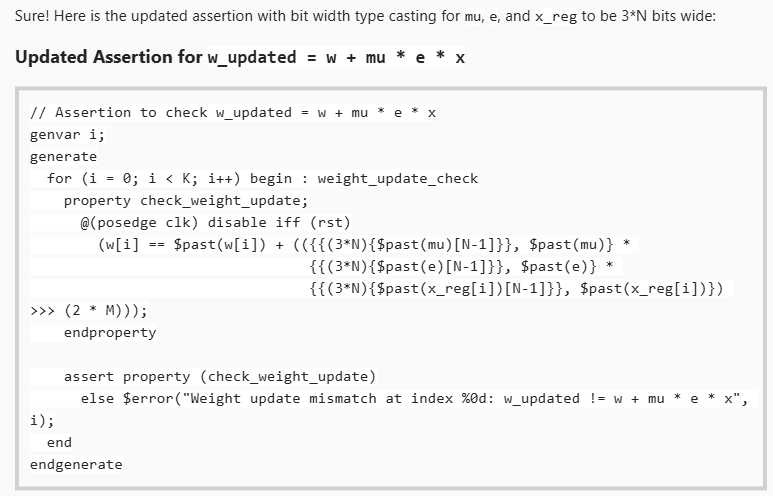 Sure! Here is the updated assertion with bit width type casting for mu, e, and x_reg to be 3*N bits wide:
Updated Assertion for w_updated = w + mu * e * x
// Assertion to check w_updated = w + mu * e * x
genvar i;
generate
  for (i = 0; i < K; i++) begin : weight_update_check
    property check_weight_update;
      @(posedge clk) disable iff (rst)
        (w[i] == $past(w[i]) + (({{(3*N){$past(mu)[N-1]}}, $past(mu)} *
                                 {{(3*N){$past(e)[N-1]}}, $past(e)} *
                                 {{(3*N){$past(x_reg[i])[N-1]}}, $past(x_reg[i])})
>>> (2 * M)));
    endproperty
    assert property (check_weight_update)
      else $error("Weight update mismatch at index %0d: w_updated != w + mu * e * x",
i);
  end
endgenerate